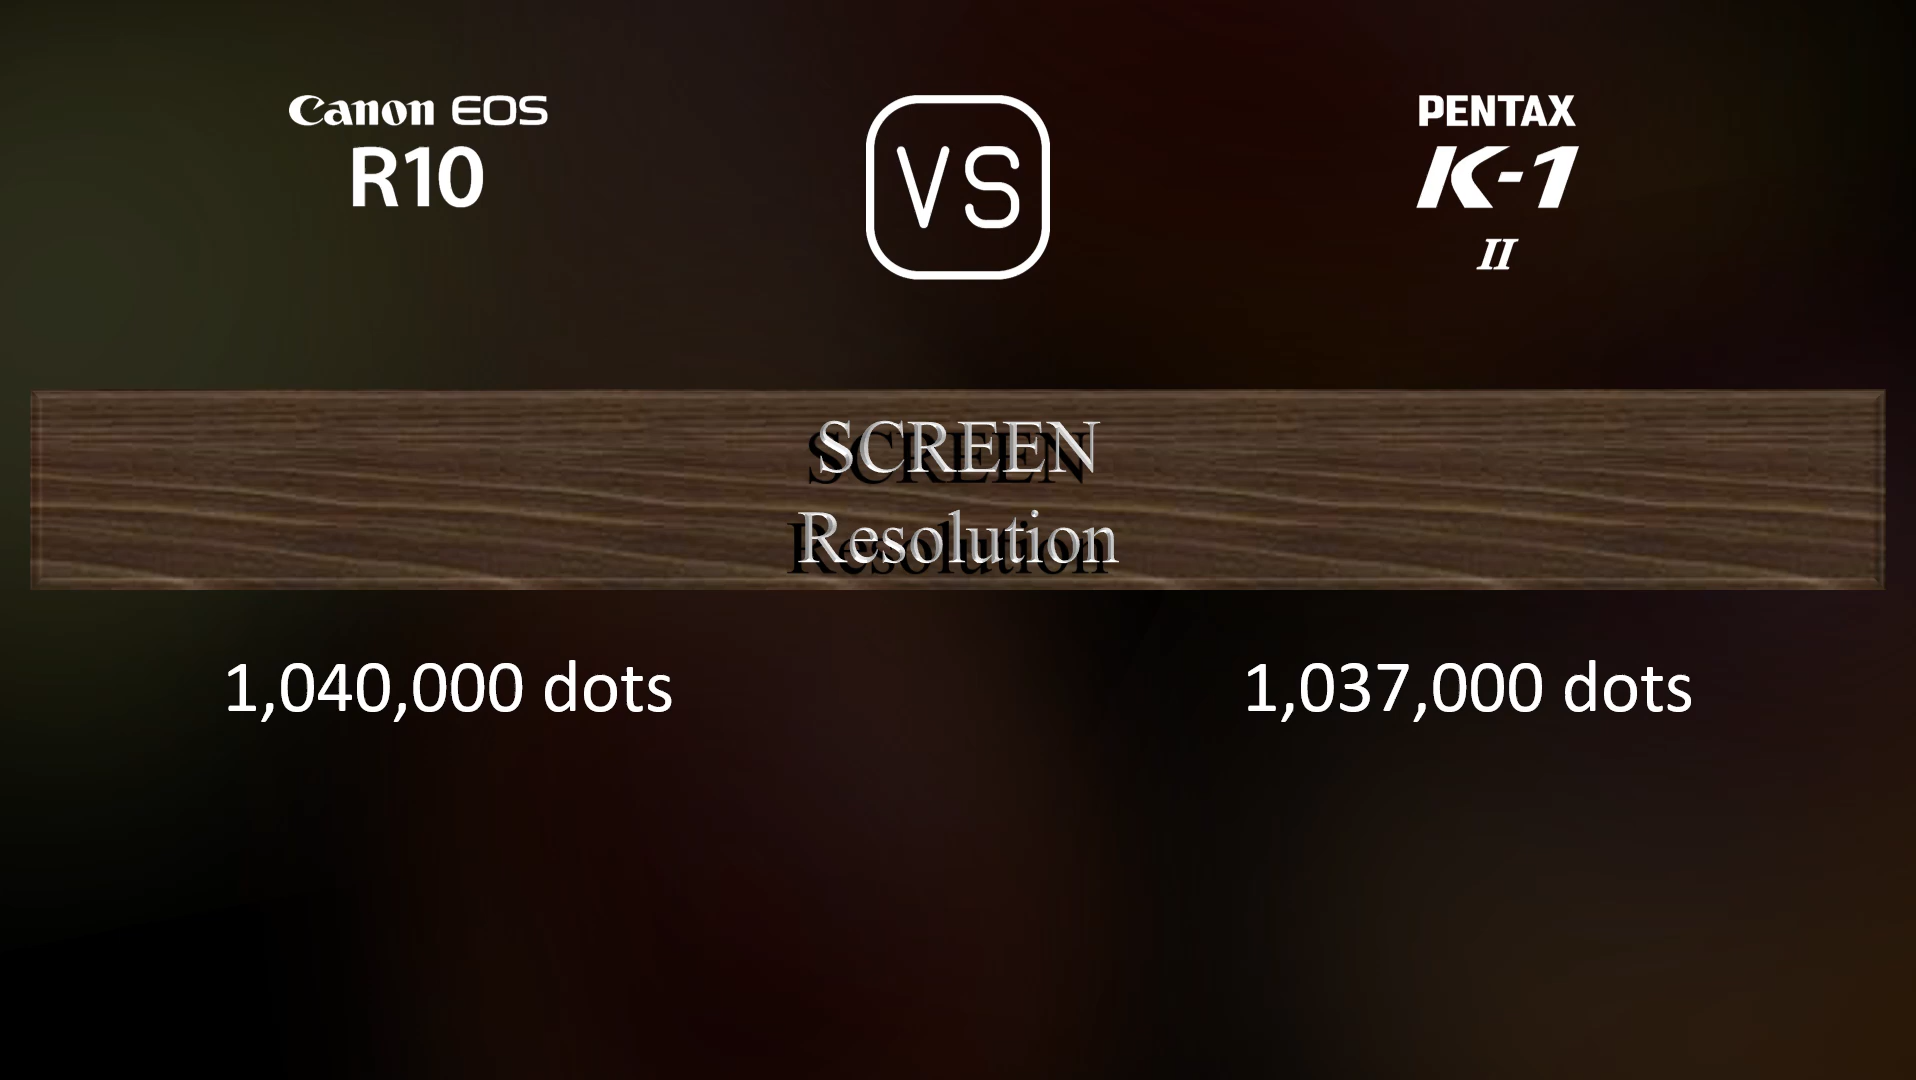 Canon EOS
R10
VS
PENTAX
K-1
II
SCREEN
Resolution
1,040,000 dots
1,037,000 dots